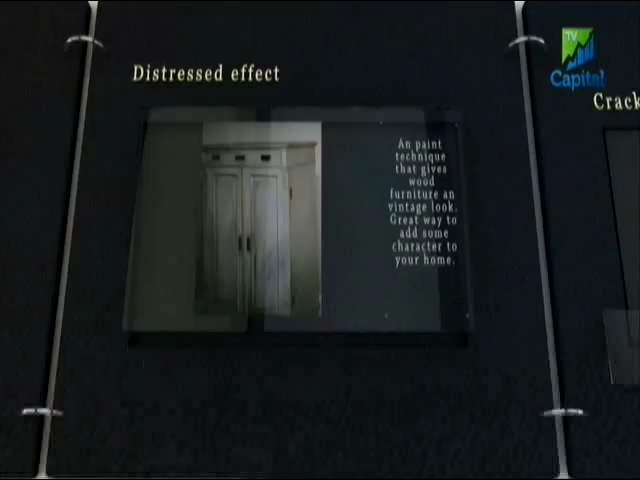 TV
Capital
Distressed effect
Crack
An paint
technique
that gives
wood
furniture an
vintage look.
Great way to
add some
character to
your home.